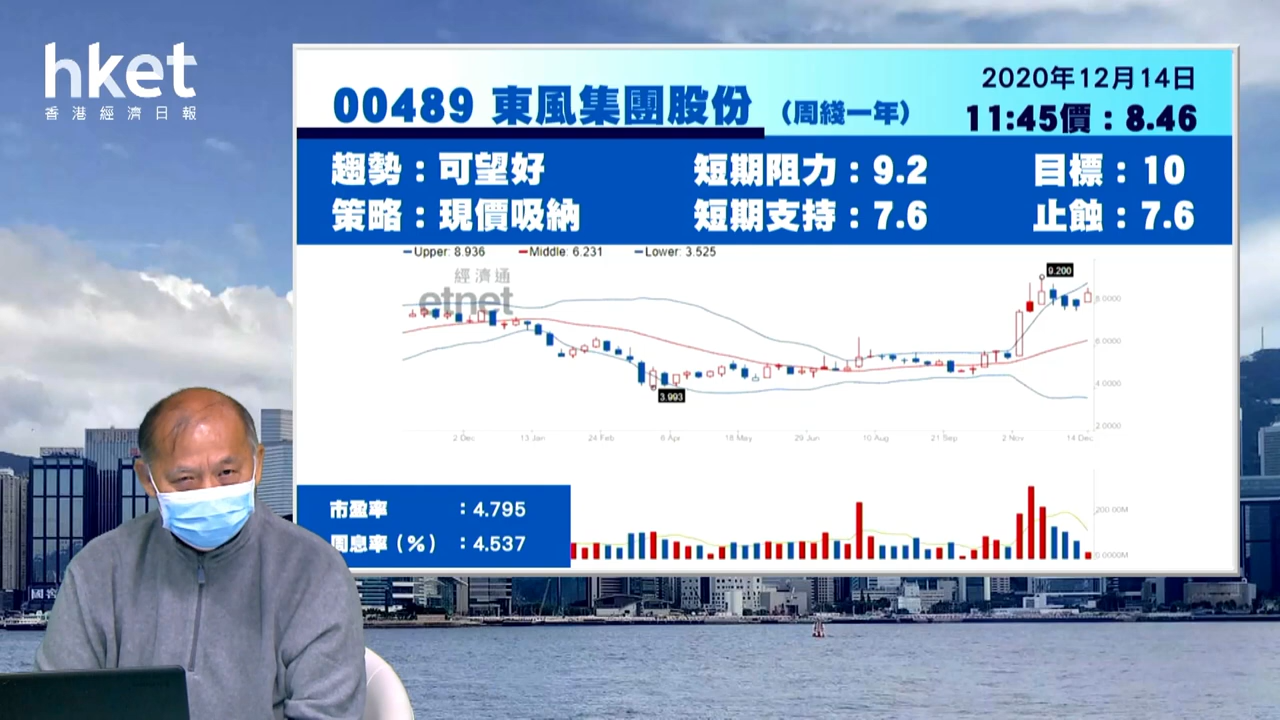 hket
香港經濟日報
00489 東風集團股份 (周綫一年)
2020年12月14日
11:45價：8.46
趨勢：可望好
短期阻力：9.2
目標：10
策略：現價吸納
短期支持：7.6
止蝕：7.6
Upper: 8.936 Middle: 6.231 Lower: 3.525
經濟通
etnet
9.200
3.993
8.0000
6.0000
4.0000
2.0000
2 Dec 13 Jan 24 Feb 6 Apr 18 May 29 Jun 10 Aug 21 Sep 2 Nov 14 Dec
200.00M
0.0000M
市盈率 ：4.795
周息率（%）：4.537